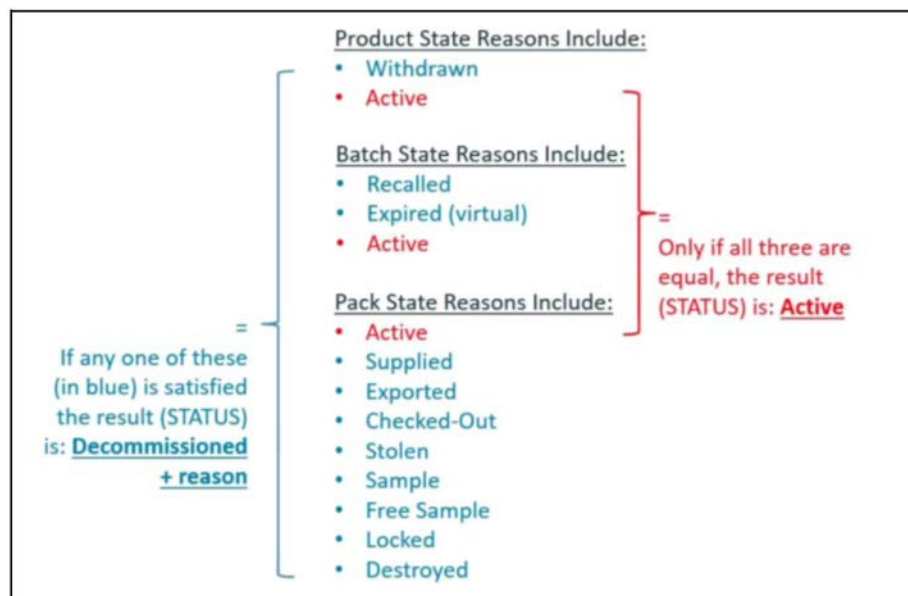 Product State Reasons Include:
• Withdrawn
• Active
Batch State Reasons Include:
• Recalled
• Expired (virtual)
• Active
Pack State Reasons Include:
• Active
• Supplied
• Exported
• Checked-Out
• Stolen
• Sample
• Free Sample
• Locked
• Destroyed
=
If any one of these
(in blue) is satisfied
the result (STATUS)
is: Decommissioned
+ reason
=
Only if all three are
equal, the result
(STATUS) is: Active